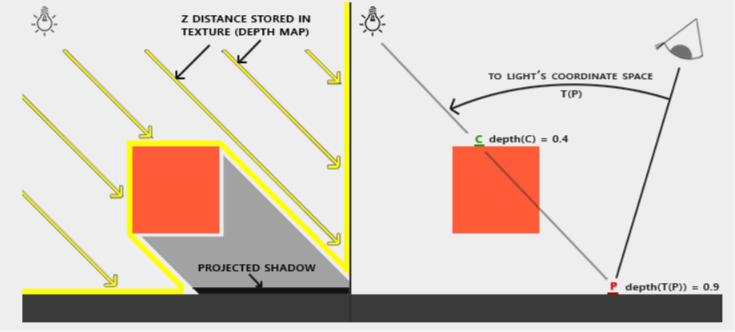 Z DISTANCE STORED IN
TEXTURE (DEPTH MAP)
PROJECTED SHADOW
TO LIGHT'S COORDINATE SPACE
T(P)
C depth(C) = 0.4
P depth(T(P)) = 0.9